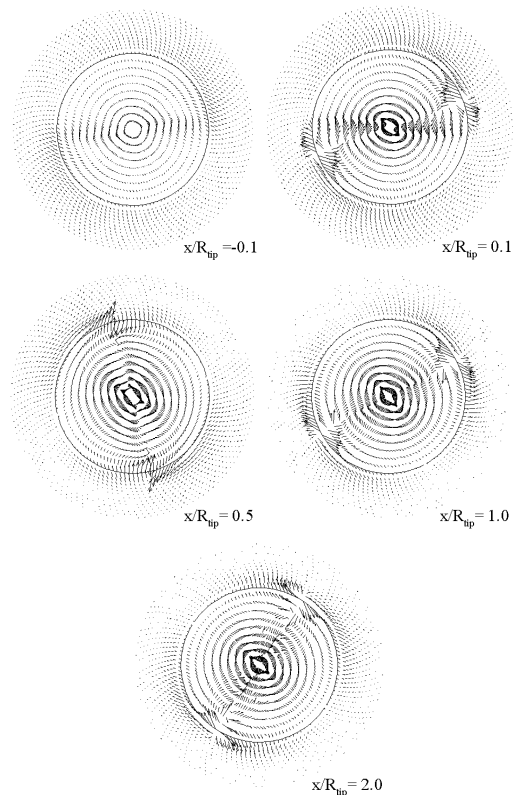 x/R_tip =-0.1
x/R_tip = 0.1
x/R_tip = 0.5
x/R_tip = 1.0
x/R_tip = 2.0